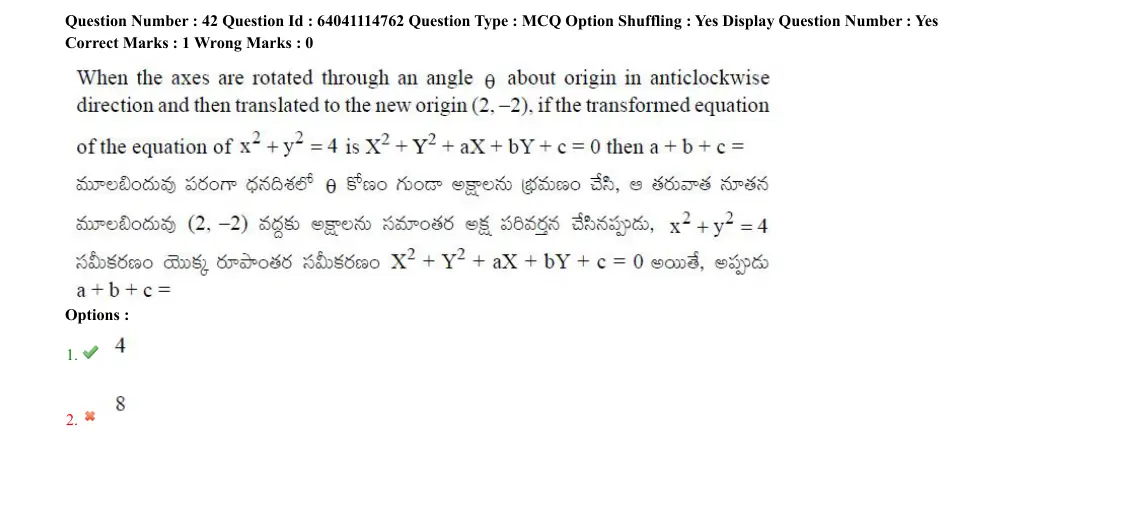 Question Number : 42 Question Id : 64041114762 Question Type : MCQ Option Shuffling : Yes Display Question Number : Yes
Correct Marks : 1 Wrong Marks : 0
When the axes are rotated through an angle θ about origin in anticlockwise
direction and then translated to the new origin (2, –2), if the transformed equation
of the equation of x² + y² = 4 is X² + Y² + aX + bY + c = 0 then a + b + c =
మూలబిందువు పరంగా ధనదిశలో θ కోణం గుండా అక్షాలను భ్రమణం చేసి, ఆ తరువాత నూతన
మూలబిందువు (2, –2) వద్దకు అక్షాలను సమాంతర అక్ష పరివర్తన చేసినప్పుడు, x² + y² = 4
సమీకరణం యొక్క రూపాంతర సమీకరణం X² + Y² + aX + bY + c = 0 అయితే, అప్పుడు
a + b + c =
Options :
1. ✔ 4
2. ✖ 8